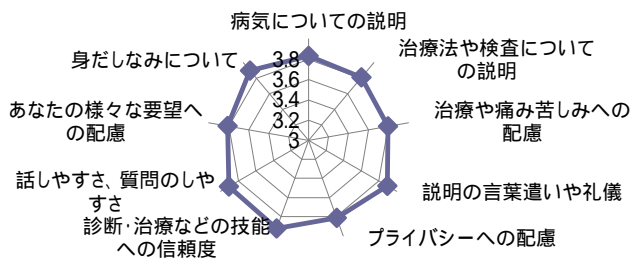 病気についての説明
治療法や検査について
の説明
治療や痛み苦しみへの
配慮
説明の言葉遣いや礼儀
プライバシーへの配慮
診断・治療などの技能
への信頼度
話しやすさ、質問のしや
すさ
あなたの様々な要望へ
の配慮
身だしなみについて
3.8
3.6
3.4
3.2
3